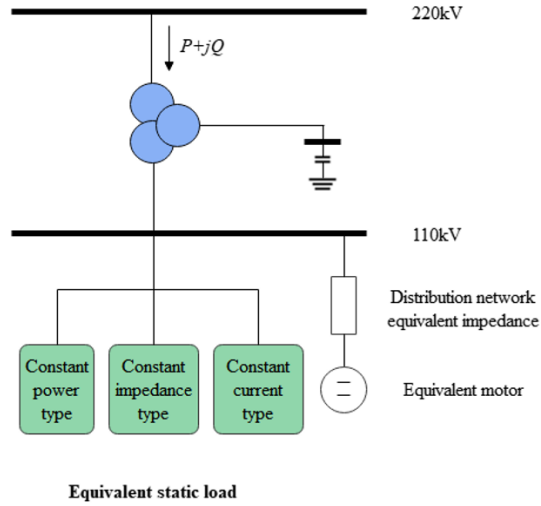 220kV
P+jQ
110kV
Distribution network
equivalent impedance
Constant
power
type
Constant
impedance
type
Constant
current
type
Equivalent motor
Equivalent static load